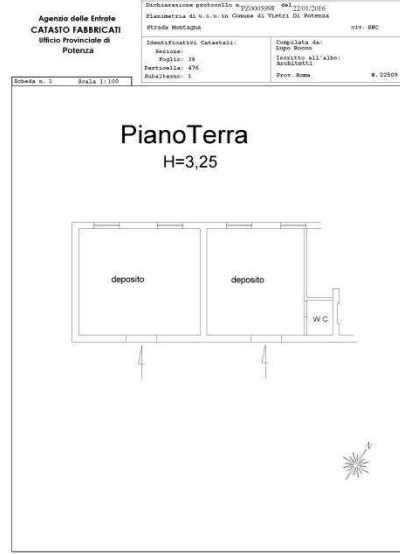 Agenzia delle Entrate
CATASTO FABBRICATI
Ufficio Provinciale di
Potenza
Dichiarazione protocollo n. PZ0005998 del 22/01/2016
Planimetria di u.i.u. in Comune di Vietri Di Potenza
Strada Montagna civ. SNC
Identificativi Catastali:
Sezione:
Foglio: 36
Particella: 476
Subalterno: 1
Compilata da:
Lupo Rocco
Iscritto all'albo:
Architetti
Prov. Roma N. 22505
Scheda n. 1 Scala 1:100
PianoTerra
H=3,25
deposito
deposito
W.C.
N